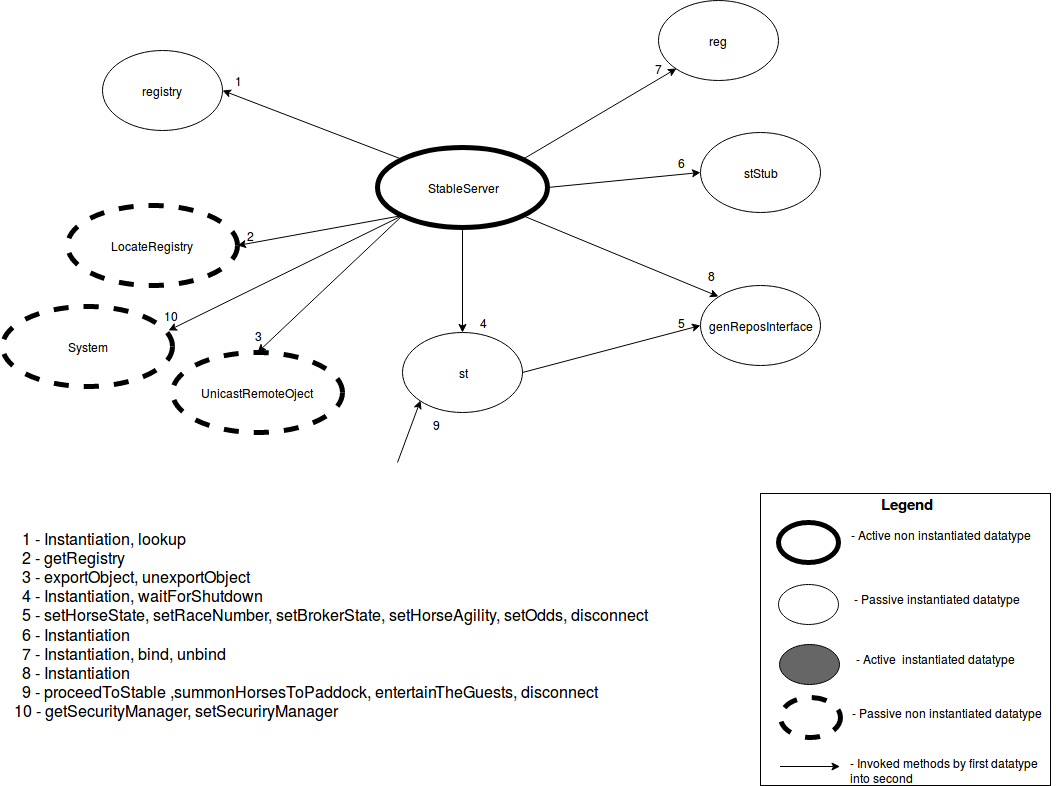 reg
7
registry
1
6
stStub
StableServer
LocateRegistry
2
8
10
System
3
4
5
genReposInterface
st
UnicastRemoteOject
9
1 - Instantiation, lookup
2 - getRegistry
3 - exportObject, unexportObject
4 - Instantiation, waitForShutdown
5 - setHorseState, setRaceNumber, setBrokerState, setHorseAgility, setOdds, disconnect
6 - Instantiation
7 - Instantiation, bind, unbind
8 - Instantiation
9 - proceedToStable ,summonHorsesToPaddock, entertainTheGuests, disconnect
10 - getSecurityManager, setSecuriryManager
Legend
- Active non instantiated datatype
- Passive instantiated datatype
- Active instantiated datatype
- Passive non instantiated datatype
- Invoked methods by first datatype
into second